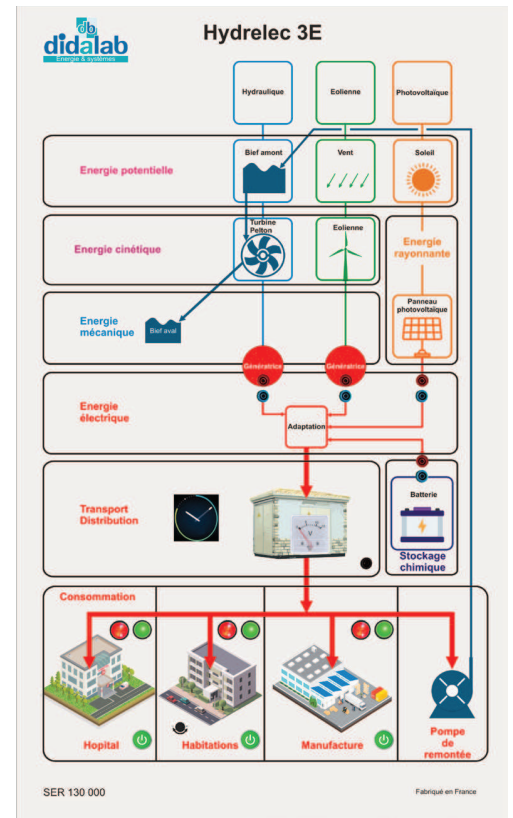 didalab
Energie & systèmes
Hydrelec 3E
Hydraulique
Eolienne
Photovoltaïque
Energie potentielle
Bief amont
Vent
Soleil
Energie cinétique
Turbine
Pelton
Eolienne
Energie
rayonnante
Energie
mécanique
Bief aval
Panneau
photovoltaïque
Génératrice
Génératrice
Energie
électrique
Adaptation
Transport
Distribution
V
Batterie
Stockage
chimique
Consommation
Hopital
Habitations
Manufacture
Pompe
de
remontée
SER 130 000
Fabriqué en France